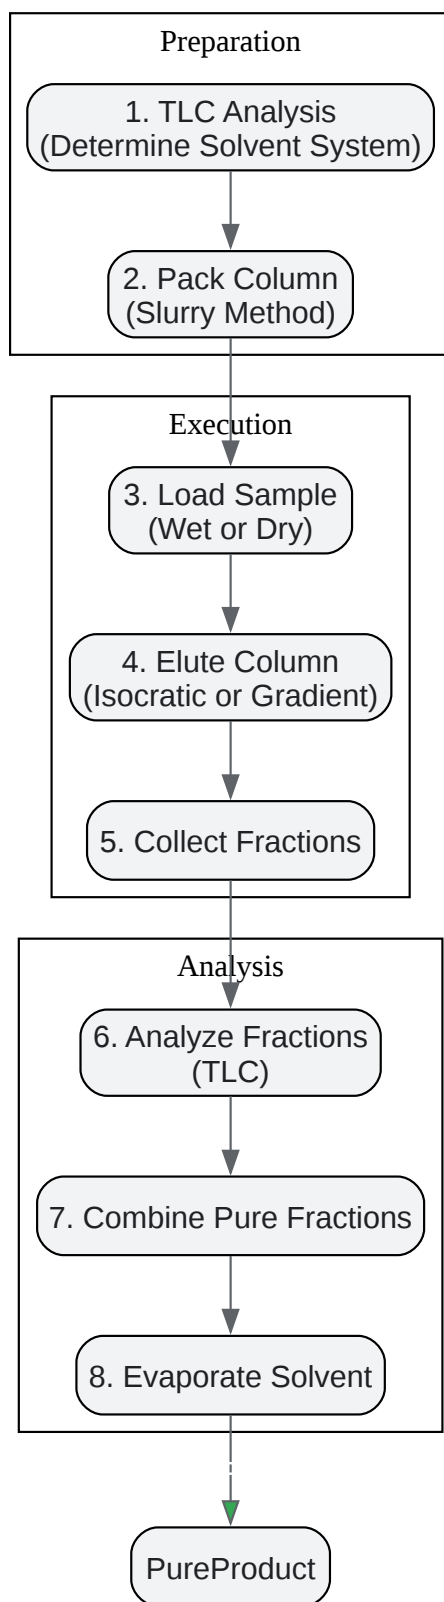 Preparation
1. TLC Analysis
(Determine Solvent System)
2. Pack Column
(Slurry Method)
Execution
3. Load Sample
(Wet or Dry)
4. Elute Column
(Isocratic or Gradient)
5. Collect Fractions
Analysis
6. Analyze Fractions
(TLC)
7. Combine Pure Fractions
8. Evaporate Solvent
PureProduct